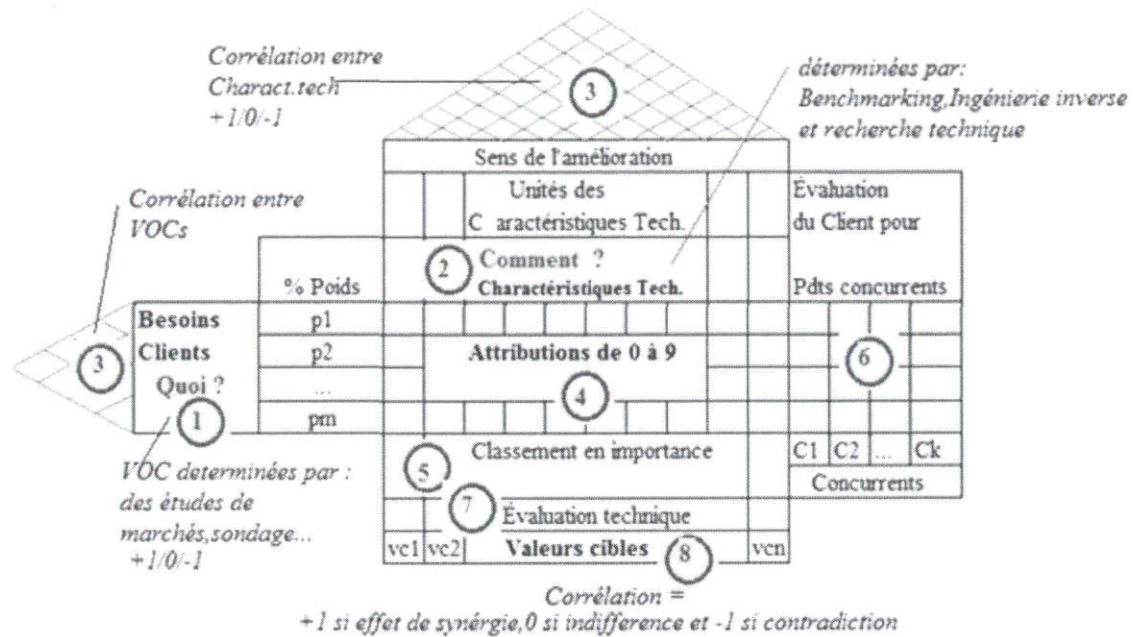 Corrélation entre
Charact.tech
+1/0/-1
3
déterminées par:
Benchmarking,Ingénierie inverse
et recherche technique
Sens de l'amélioration
Unités des
C aractéristiques Tech.
Évaluation
du Client pour
Corrélation entre
VOCs
2
Comment ?
Charactéristiques Tech.
% Poids
Pdts concurrents
Besoins
Clients
Quoi ?
1
3
p1
p2
...
pm
Attributions de 0 à 9
4
6
5
Classement en importance
C1 C2 ... Ck
Concurrents
VOC determinées par :
des études de
marchés,sondage...
+1/0/-1
7
Évaluation technique
vc1 vc2 Valeurs cibles 8 vcn
Corrélation =
+1 si effet de synérgie,0 si indifference et -1 si contradiction